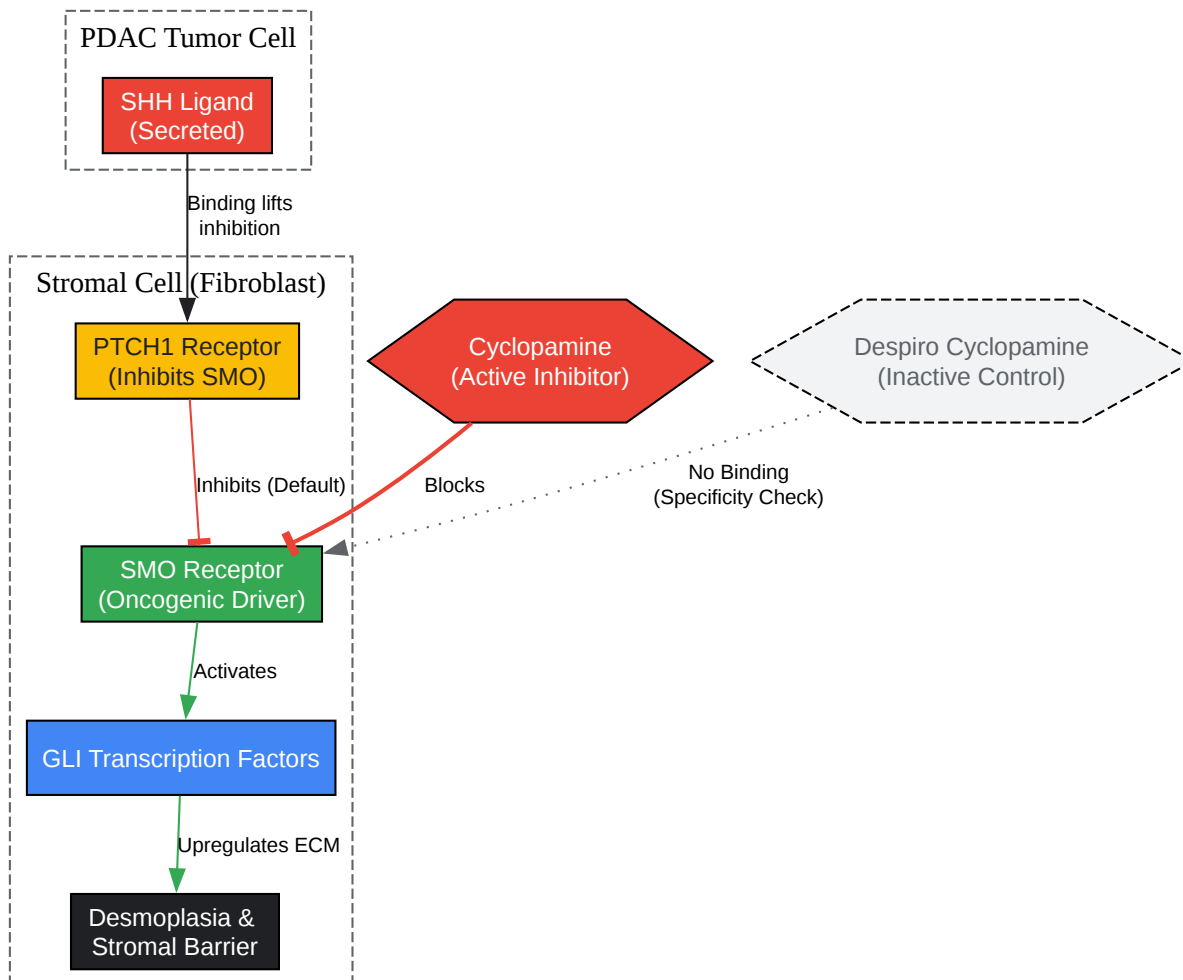 PDAC Tumor Cell
SHH Ligand
(Secreted)
Binding lifts
inhibition
Stromal Cell (Fibroblast)
PTCH1 Receptor
(Inhibits SMO)
Cyclopamine
(Active Inhibitor)
Despiro Cyclopamine
(Inactive Control)
Inhibits (Default)
Blocks
No Binding
(Specificity Check)
SMO Receptor
(Oncogenic Driver)
Activates
GLI Transcription Factors
Upregulates ECM
Desmoplasia &
Stromal Barrier